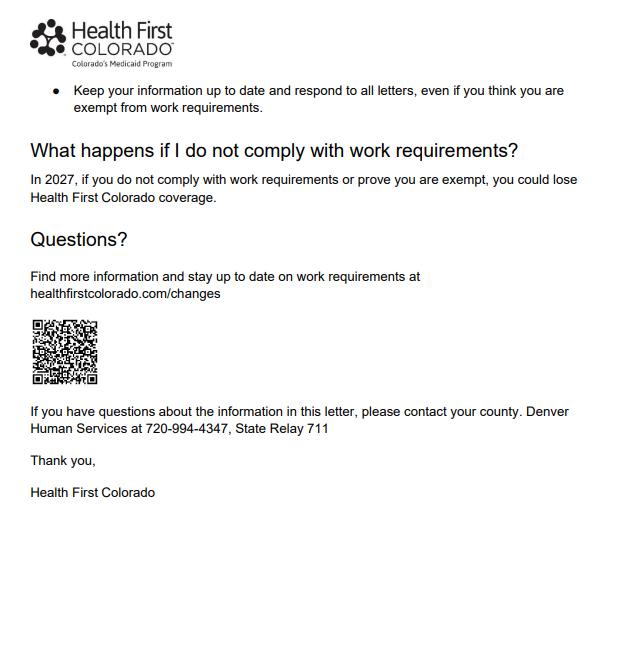 Health First
COLORADO
Colorado's Medicaid Program
● Keep your information up to date and respond to all letters, even if you think you are
exempt from work requirements.
What happens if I do not comply with work requirements?
In 2027, if you do not comply with work requirements or prove you are exempt, you could lose
Health First Colorado coverage.
Questions?
Find more information and stay up to date on work requirements at
healthfirstcolorado.com/changes
If you have questions about the information in this letter, please contact your county. Denver
Human Services at 720-994-4347, State Relay 711
Thank you,
Health First Colorado